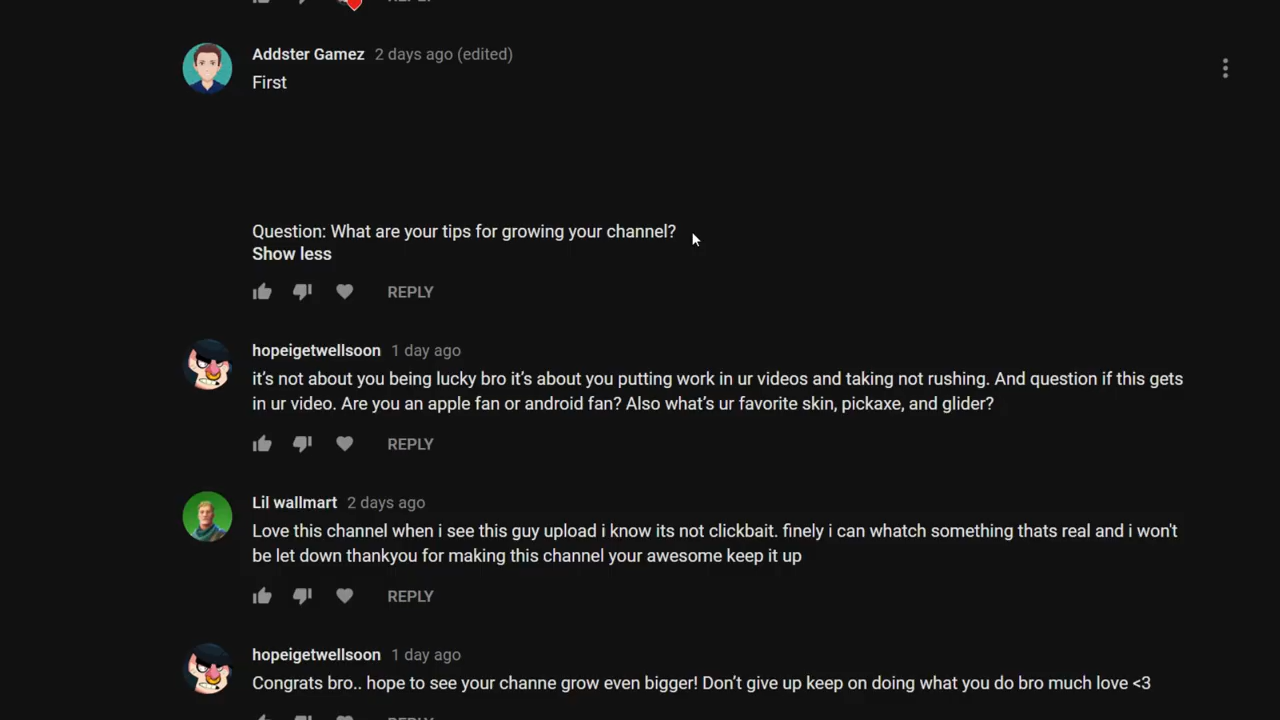 Addster Gamez 2 days ago (edited)
First
Question: What are your tips for growing your channel?
Show less
REPLY
hopeigetwellsoon 1 day ago
it’s not about you being lucky bro it’s about you putting work in ur videos and taking not rushing. And question if this gets
in ur video. Are you an apple fan or android fan? Also what’s ur favorite skin, pickaxe, and glider?
REPLY
Lil wallmart 2 days ago
Love this channel when i see this guy upload i know its not clickbait. finely i can whatch something thats real and i won't
be let down thankyou for making this channel your awesome keep it up
REPLY
hopeigetwellsoon 1 day ago
Congrats bro.. hope to see your channe grow even bigger! Don’t give up keep on doing what you do bro much love <3